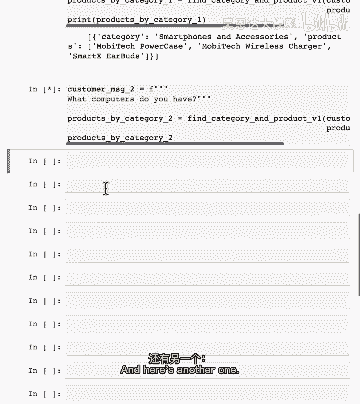 products_by_category_1 = find_category_and_product_v1(custo
produ
print(products_by_category_1)
[{'category': 'Smartphones and Accessories', 'product
s': ['MobiTech PowerCase', 'MobiTech Wireless Charger',
'SmartX EarBuds']}]
In [*]: customer_msg_2 = f"""
What computers do you have?"""
products_by_category_2 = find_category_and_product_v1(custo
produ
products_by_category_2
In [ ]:
In [ ]:
In [ ]:
In [ ]:
In [ ]:
In [ ]:
In [ ]:
In [ ]:
In [ ]:
还有另一个:
And here's another one.
In [ ]: